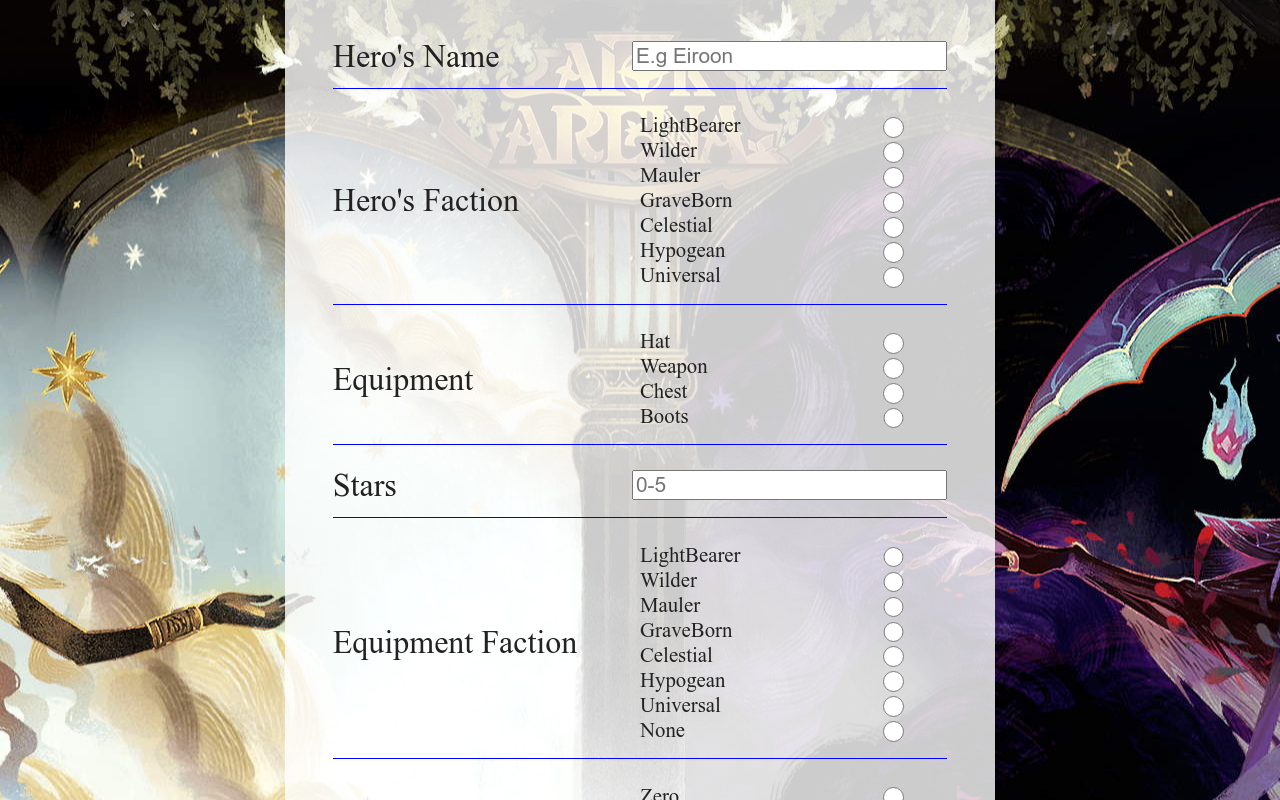 Hero's Name
E.g Eiroon
ARENA
Hero's Faction
LightBearer
Wilder
Mauler
GraveBorn
Celestial
Hypogean
Universal
Equipment
Hat
Weapon
Chest
Boots
Stars
0-5
Equipment Faction
LightBearer
Wilder
Mauler
GraveBorn
Celestial
Hypogean
Universal
None
Zero